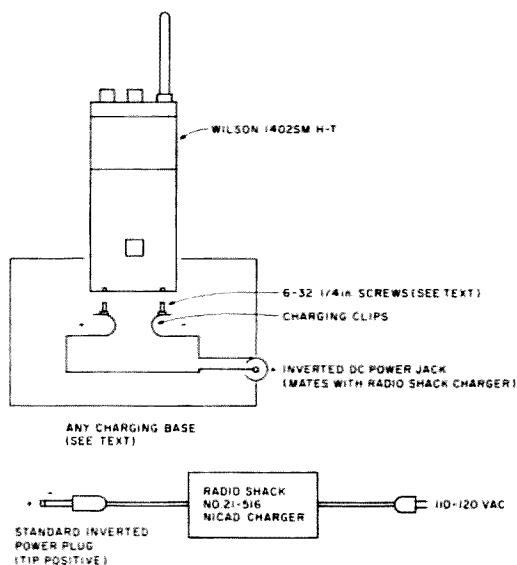 WILSON 1402SM H-T
6-32 1/4in. SCREWS (SEE TEXT)
CHARGING CLIPS
+
-
+ INVERTED DC POWER JACK
(MATES WITH RADIO SHACK CHARGER)
ANY CHARGING BASE
(SEE TEXT)
-
+
RADIO SHACK
NO. 21-516
NICAD CHARGER
110-120 VAC
STANDARD INVERTED
POWER PLUG
(TIP POSITIVE)